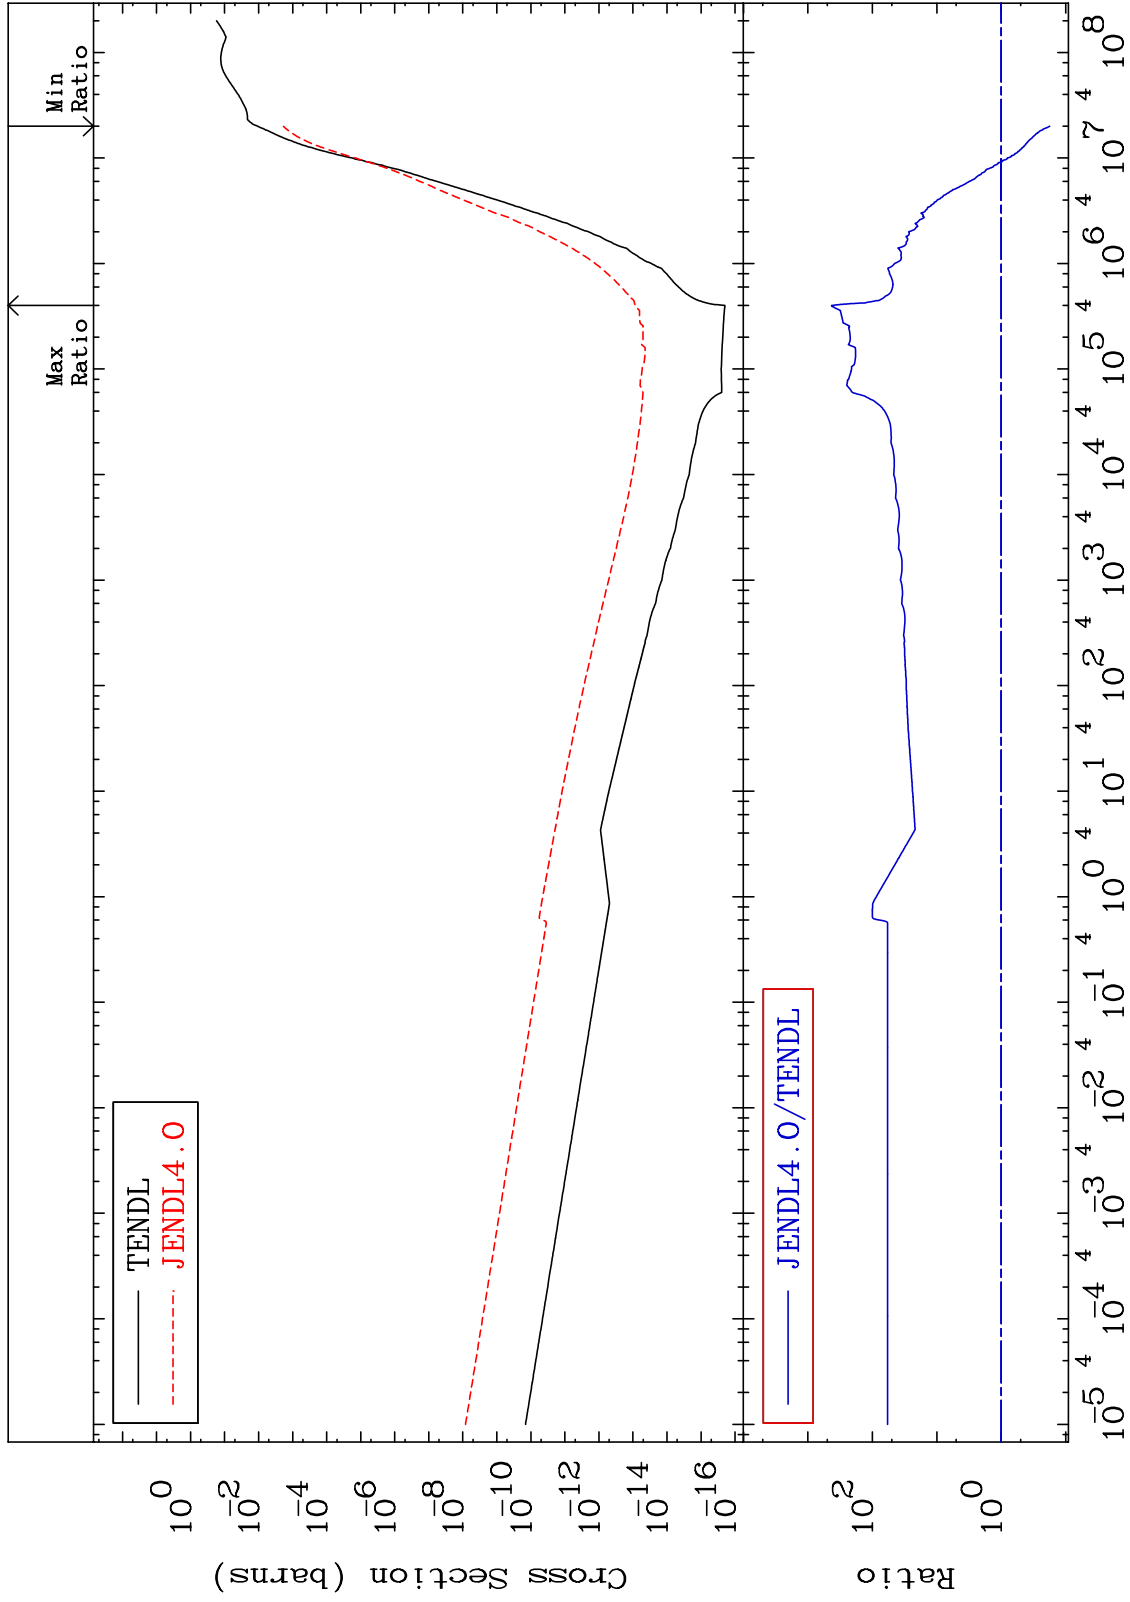 Max
Ratio
Min
Ratio
TENDL
JENDL4.0
10^0
10^-2
10^-4
10^-6
10^-8
10^-10
10^-12
10^-14
10^-16
Cross Section (barns)
JENDL4.0/TENDL
10^2
10^0
Ratio
10^-5 4 10^-4 4 10^-3 4 10^-2 4 10^-1 4 10^0 4 10^1 4 10^2 4 10^3 4 10^4 4 10^5 4 10^6 4 10^7 4 10^8